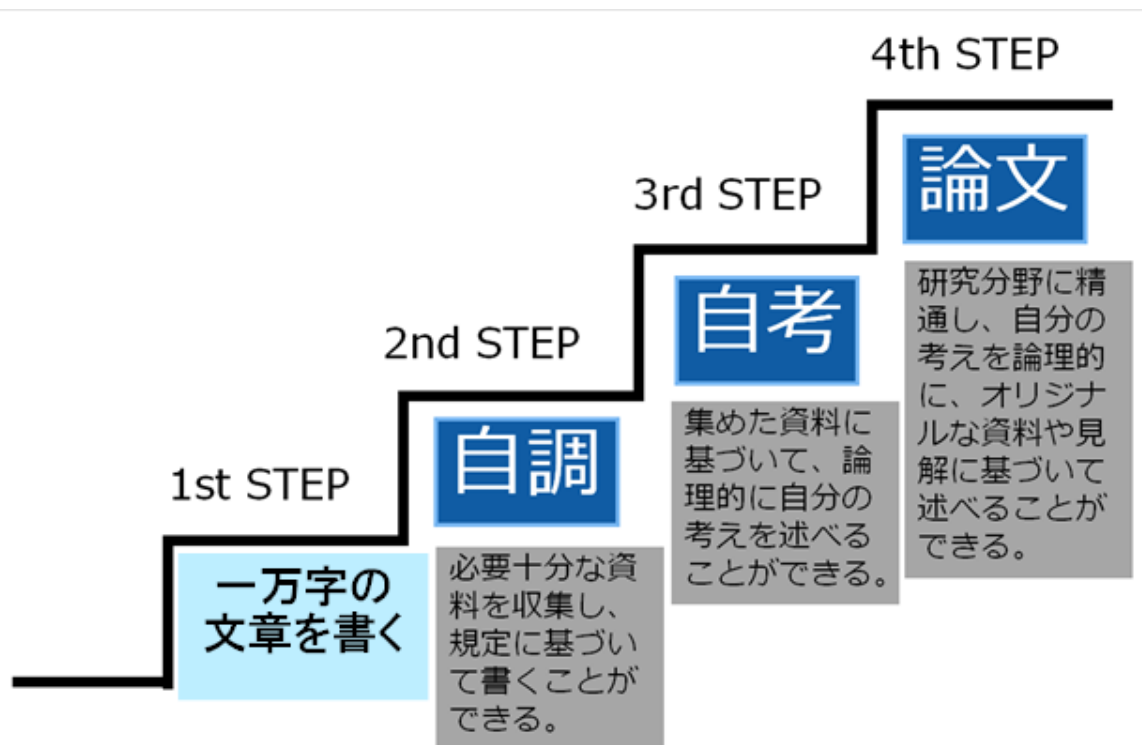 4th STEP
論文
研究分野に精
通し、自分の
考えを論理的
に、オリジナ
ルな資料や見
解に基づいて
述べることが
できる。
3rd STEP
自考
集めた資料に
基づいて、論
理的に自分の
考えを述べる
ことができる。
2nd STEP
自調
必要十分な資
料を収集し、
規定に基づい
て書くことが
できる。
1st STEP
一万字の
文章を書く